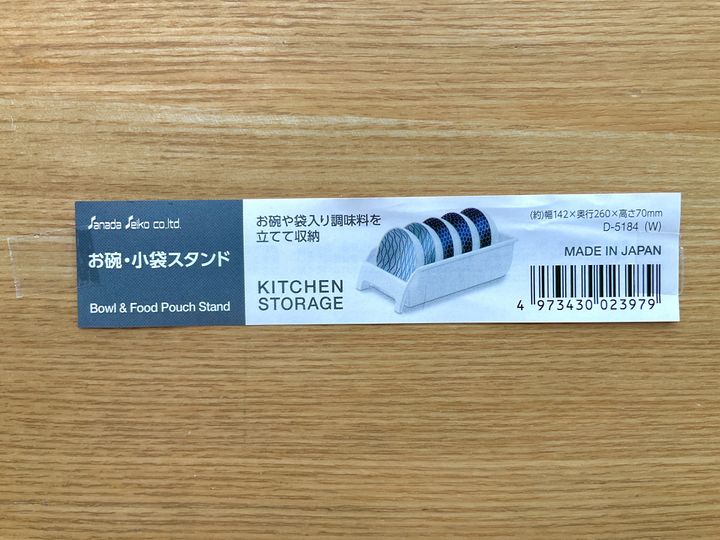 Sanada Seiko co.ltd.
お碗・小袋スタンド
Bowl & Food Pouch Stand
お碗や袋入り調味料を
立てて収納
KITCHEN
STORAGE
(約)幅142×奥行260×高さ70mm
D-5184 (W)
MADE IN JAPAN
4 973430 023979